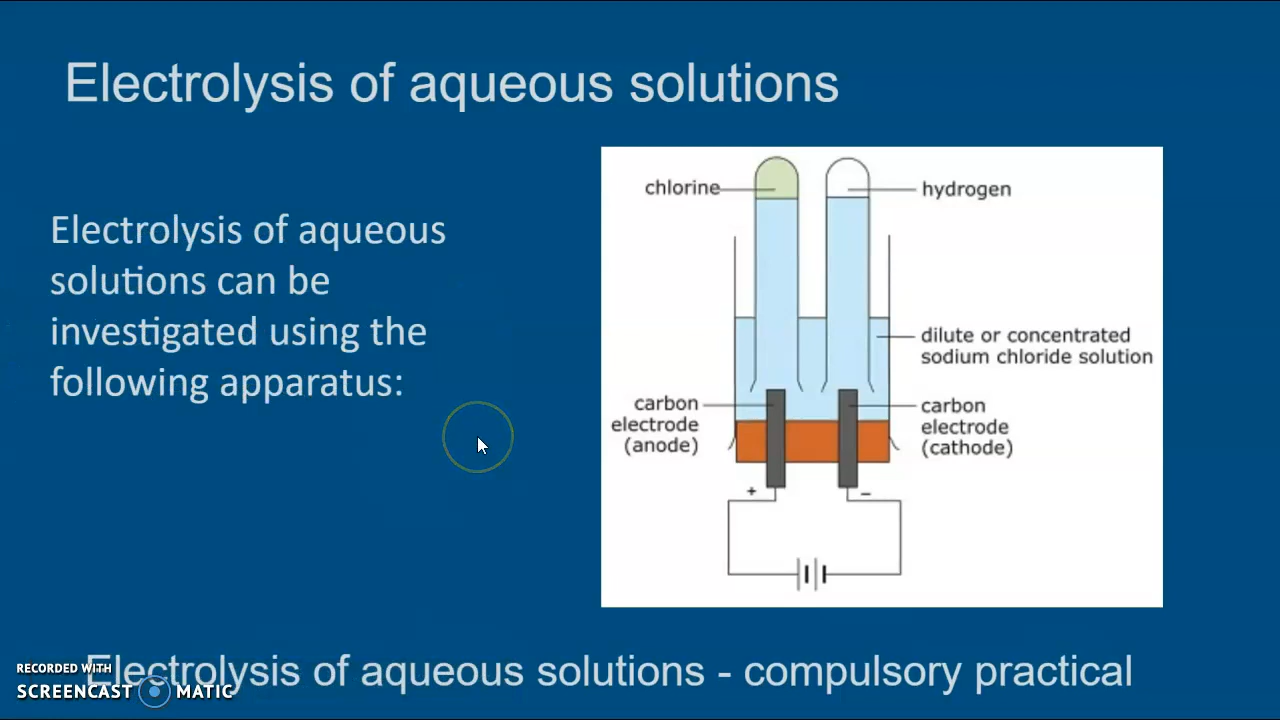 Electrolysis of aqueous solutions
Electrolysis of aqueous
solutions can be
investigated using the
following apparatus:
chlorine
hydrogen
dilute or concentrated
sodium chloride solution
carbon
electrode
(anode)
carbon
electrode
(cathode)
+
−
Electrolysis of aqueous solutions - compulsory practical
RECORDED WITH
SCREENCAST MATIC